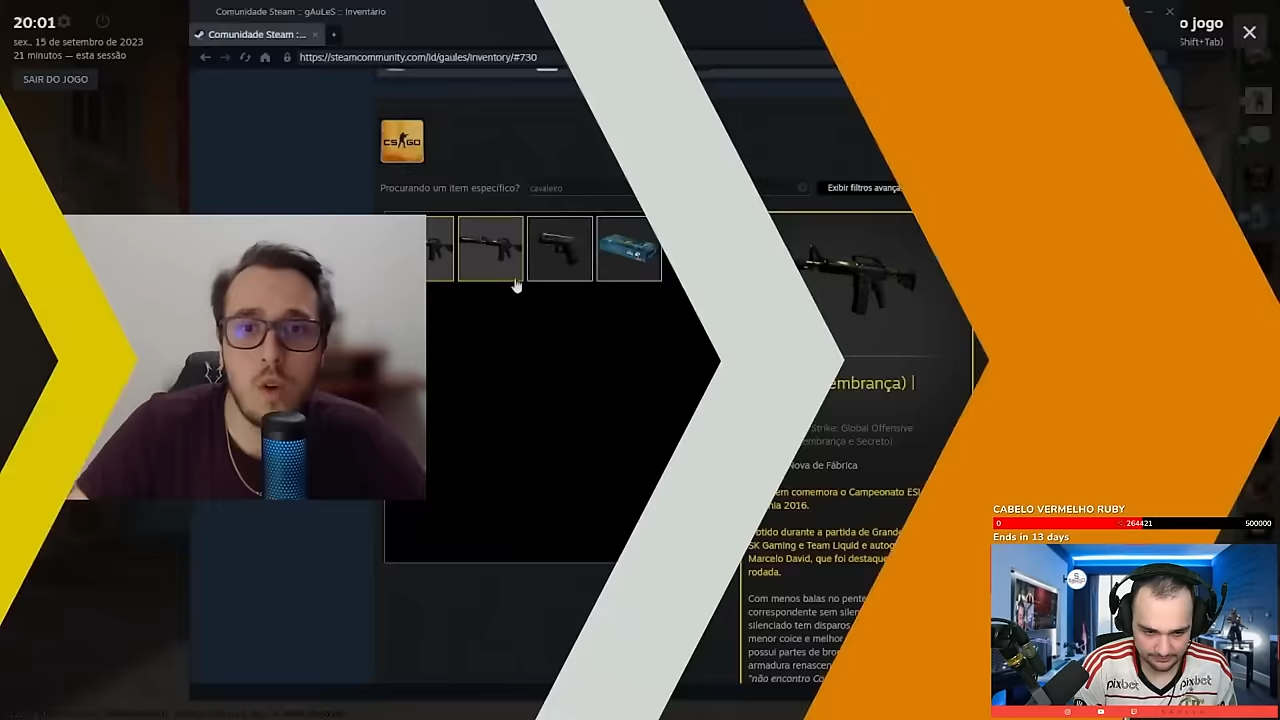 20:01
sex., 15 de setembro de 2023
21 minutos — esta sessão
SAIR DO JOGO
Comunidade Steam :: gAuLeS :: Inventário
Comunidade Steam :...
https://steamcommunity.com/id/gaules/inventory/#730
o jogo
Shift+Tab)
CS GO
Procurando um item específico?
cavaleiro
Exibir filtros avança
embrança) |
Strike: Global Offensive
embrança e Secreto)
Nova de Fábrica
em comemora o Campeonato ESL
nia 2016.
btido durante a partida de Grande
SK Gaming e Team Liquid e autog
Marcelo David, que foi destaque
rodada.
Com menos balas no pente
correspondente sem silen
silenciado tem disparos
menor coice e melhor
possui partes de bron
armadura renascen
"não encontro Co
CABELO VERMELHO RUBY
0
264421
500000
Ends in 13 days
pixbet
pixbet